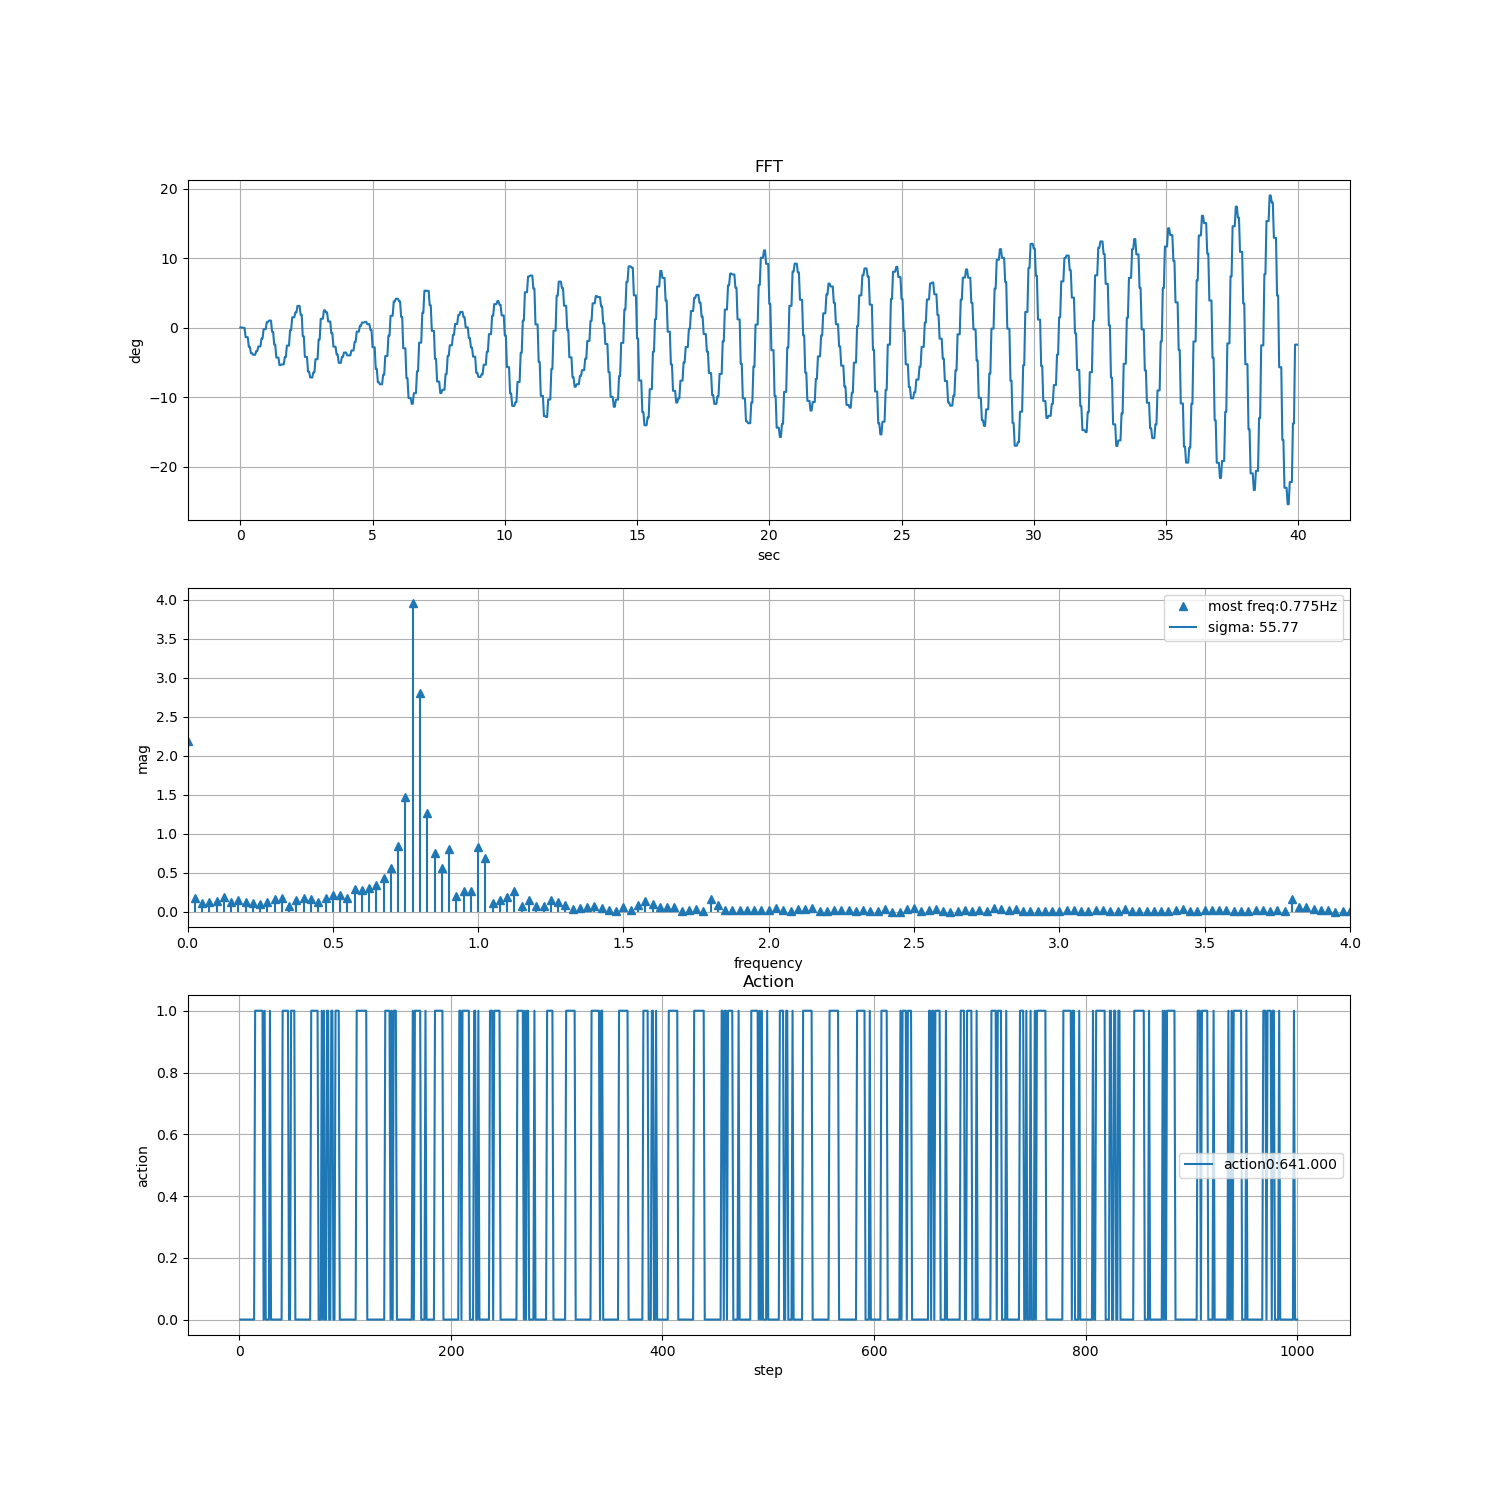 FFT
20
10
0
−10
−20
deg
0 5 10 15 20 25 30 35 40
sec
4.0
3.5
3.0
2.5
2.0
1.5
1.0
0.5
0.0
mag
most freq:0.775Hz
sigma: 55.77
0.0 0.5 1.0 1.5 2.0 2.5 3.0 3.5 4.0
frequency
Action
1.0
0.8
0.6
0.4
0.2
0.0
action
action0:641.000
0 200 400 600 800 1000
step